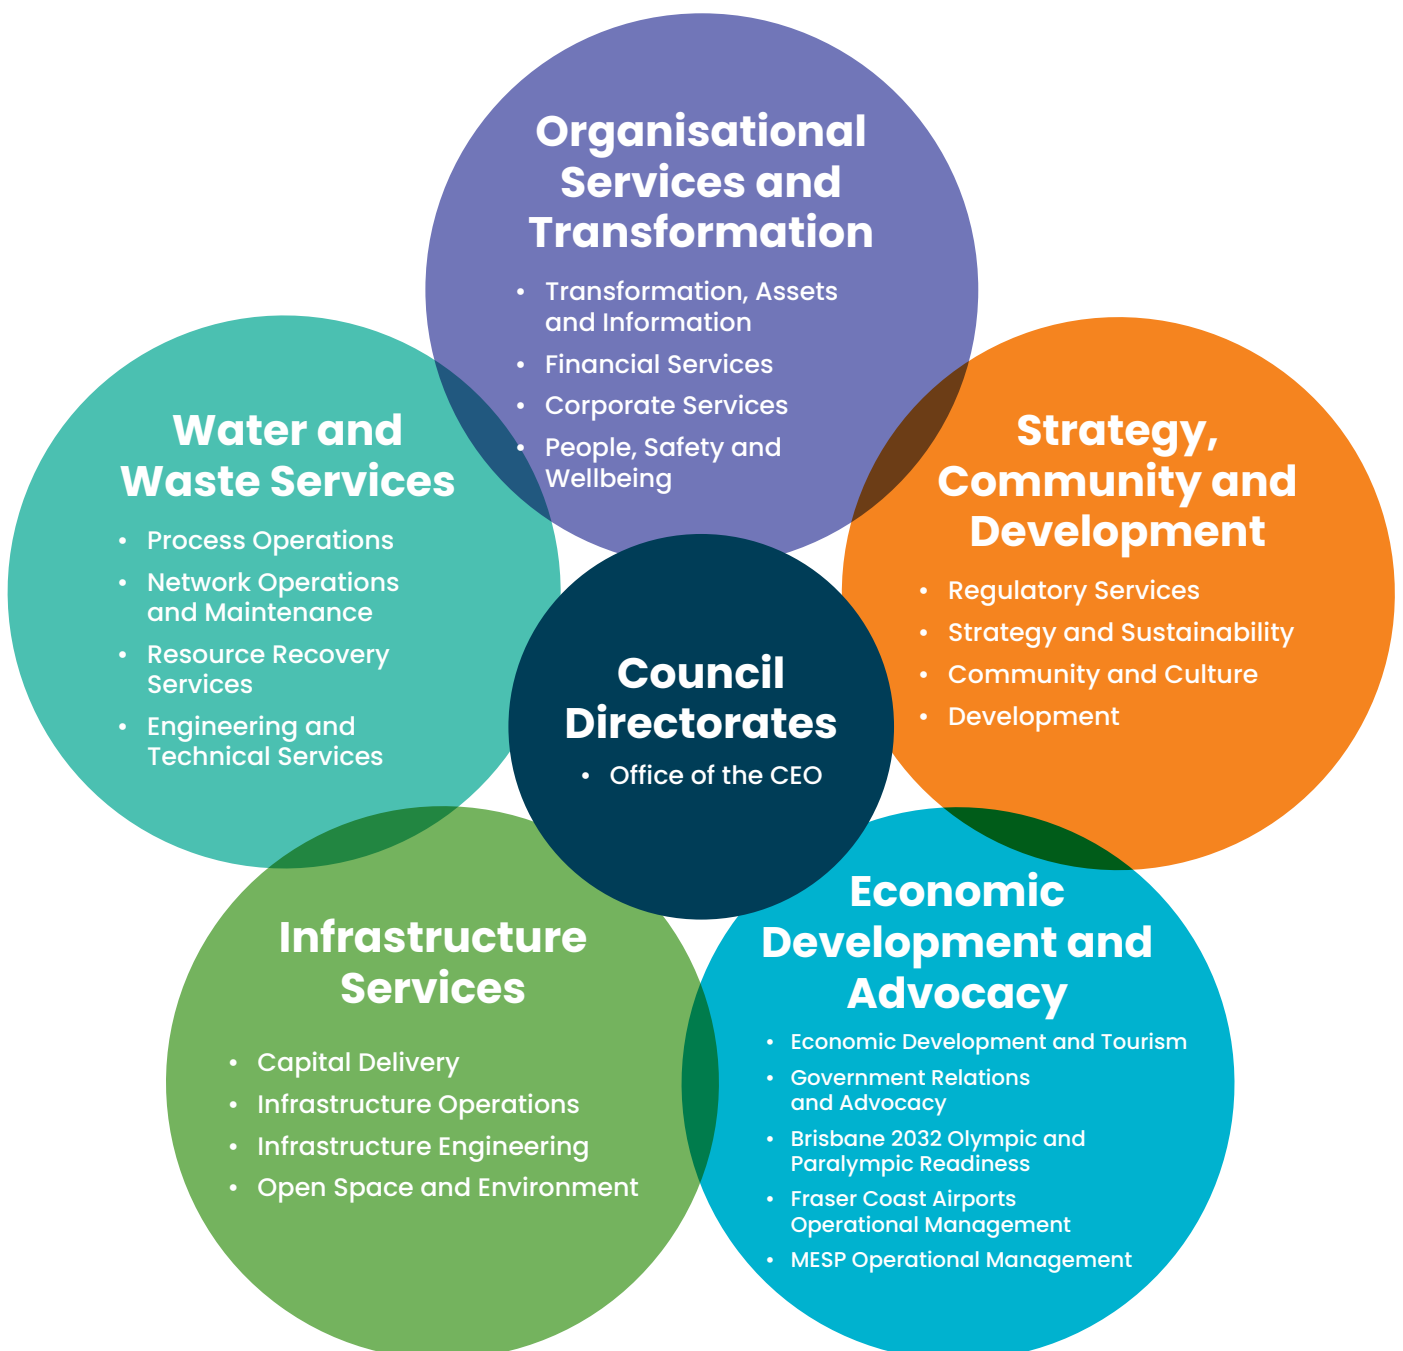 Organisational
Services and
Transformation
• Transformation, Assets
and Information
• Financial Services
• Corporate Services
• People, Safety and
Wellbeing
Water and
Waste Services
• Process Operations
• Network Operations
and Maintenance
• Resource Recovery
Services
• Engineering and
Technical Services
Strategy,
Community and
Development
• Regulatory Services
• Strategy and Sustainability
• Community and Culture
• Development
Council
Directorates
• Office of the CEO
Infrastructure
Services
• Capital Delivery
• Infrastructure Operations
• Infrastructure Engineering
• Open Space and Environment
Economic
Development and
Advocacy
• Economic Development and Tourism
• Government Relations
and Advocacy
• Brisbane 2032 Olympic and
Paralympic Readiness
• Fraser Coast Airports
Operational Management
• MESP Operational Management